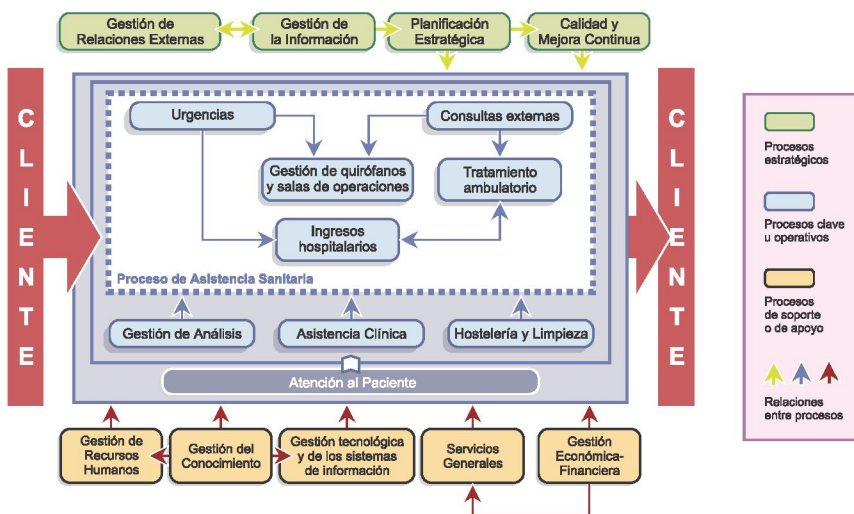 Gestión de
Relaciones Externas
Gestión de
la Información
Planificación
Estratégica
Calidad y
Mejora Continua
CLIENTE
Urgencias
Consultas externas
Gestión de quirófanos
y salas de operaciones
Tratamiento
ambulatorio
Ingresos
hospitalarios
Proceso de Asistencia Sanitaria
Gestión de Análisis
Asistencia Clínica
Hostelería y Limpieza
Atención al Paciente
CLIENTE
Gestión de
Recursos
Humanos
Gestión del
Conocimiento
Gestión tecnológica
y de los sistemas
de información
Servicios
Generales
Gestión
Económica-
Financiera
Procesos
estratégicos
Procesos clave
u operativos
Procesos
de soporte
o de apoyo
Relaciones
entre procesos